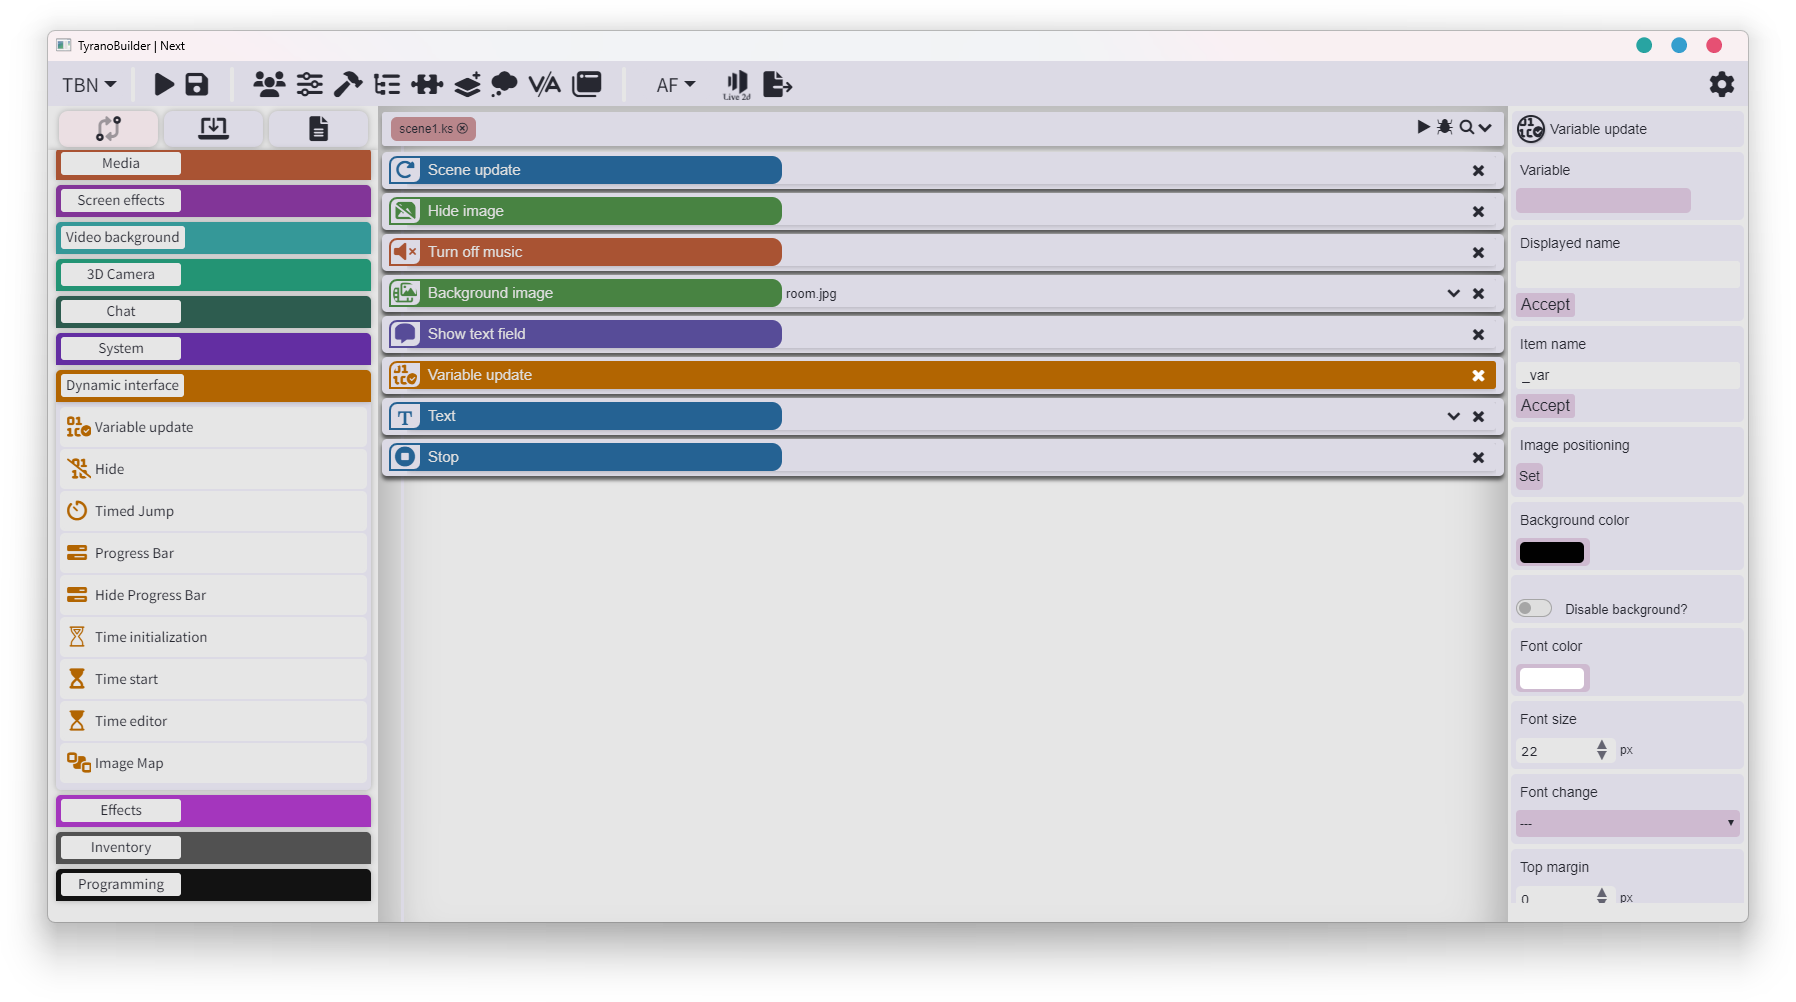 TyranoBuilder | Next
TBN
V/A
AF
Live 2d
Media
Screen effects
Video background
3D Camera
Chat
System
Dynamic interface
Variable update
Hide
Timed Jump
Progress Bar
Hide Progress Bar
Time initialization
Time start
Time editor
Image Map
Effects
Inventory
Programming
scene1.ks
Scene update
Hide image
Turn off music
Background image room.jpg
Show text field
Variable update
Text
Stop
Variable update
Variable
Displayed name
Accept
Item name
_var
Accept
Image positioning
Set
Background color
Disable background?
Font color
Font size
22 px
Font change
---
Top margin
0 px